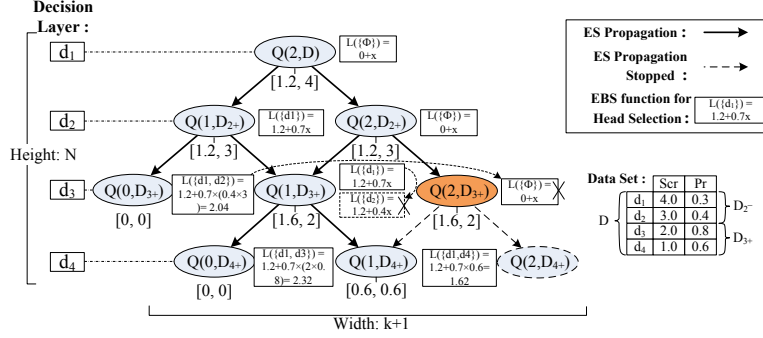 Decision
Layer :
d1
d2
d3
d4
Height: N
Q(2,D)
[1.2, 4]
L({Φ}) =
0+x
Q(1,D2+)
[1.2, 3]
L({d1}) =
1.2+0.7x
Q(2,D2+)
[1.2, 3]
L({Φ}) =
0+x
Q(0,D3+)
[0, 0]
L({d1, d2}) =
1.2+0.7×(0.4×3
)= 2.04
Q(1,D3+)
[1.6, 2]
L({d1}) =
1.2+0.7x
L({d2}) =
1.2+0.4x
Q(2,D3+)
[1.6, 2]
L({Φ}) =
0+x
Q(0,D4+)
[0, 0]
L({d1, d3}) =
1.2+0.7×(2×0.
8)= 2.32
Q(1,D4+)
[0.6, 0.6]
L({d1,d4}) =
1.2+0.7×0.6=
1.62
Q(2,D4+)
Width: k+1
ES Propagation :
ES Propagation
Stopped :
EBS function for
Head Selection :
L({d1}) =
1.2+0.7x
Data Set :
Scr Pr
d1 4.0 0.3
d2 3.0 0.4
d3 2.0 0.8
d4 1.0 0.6
D
D2-
D3+